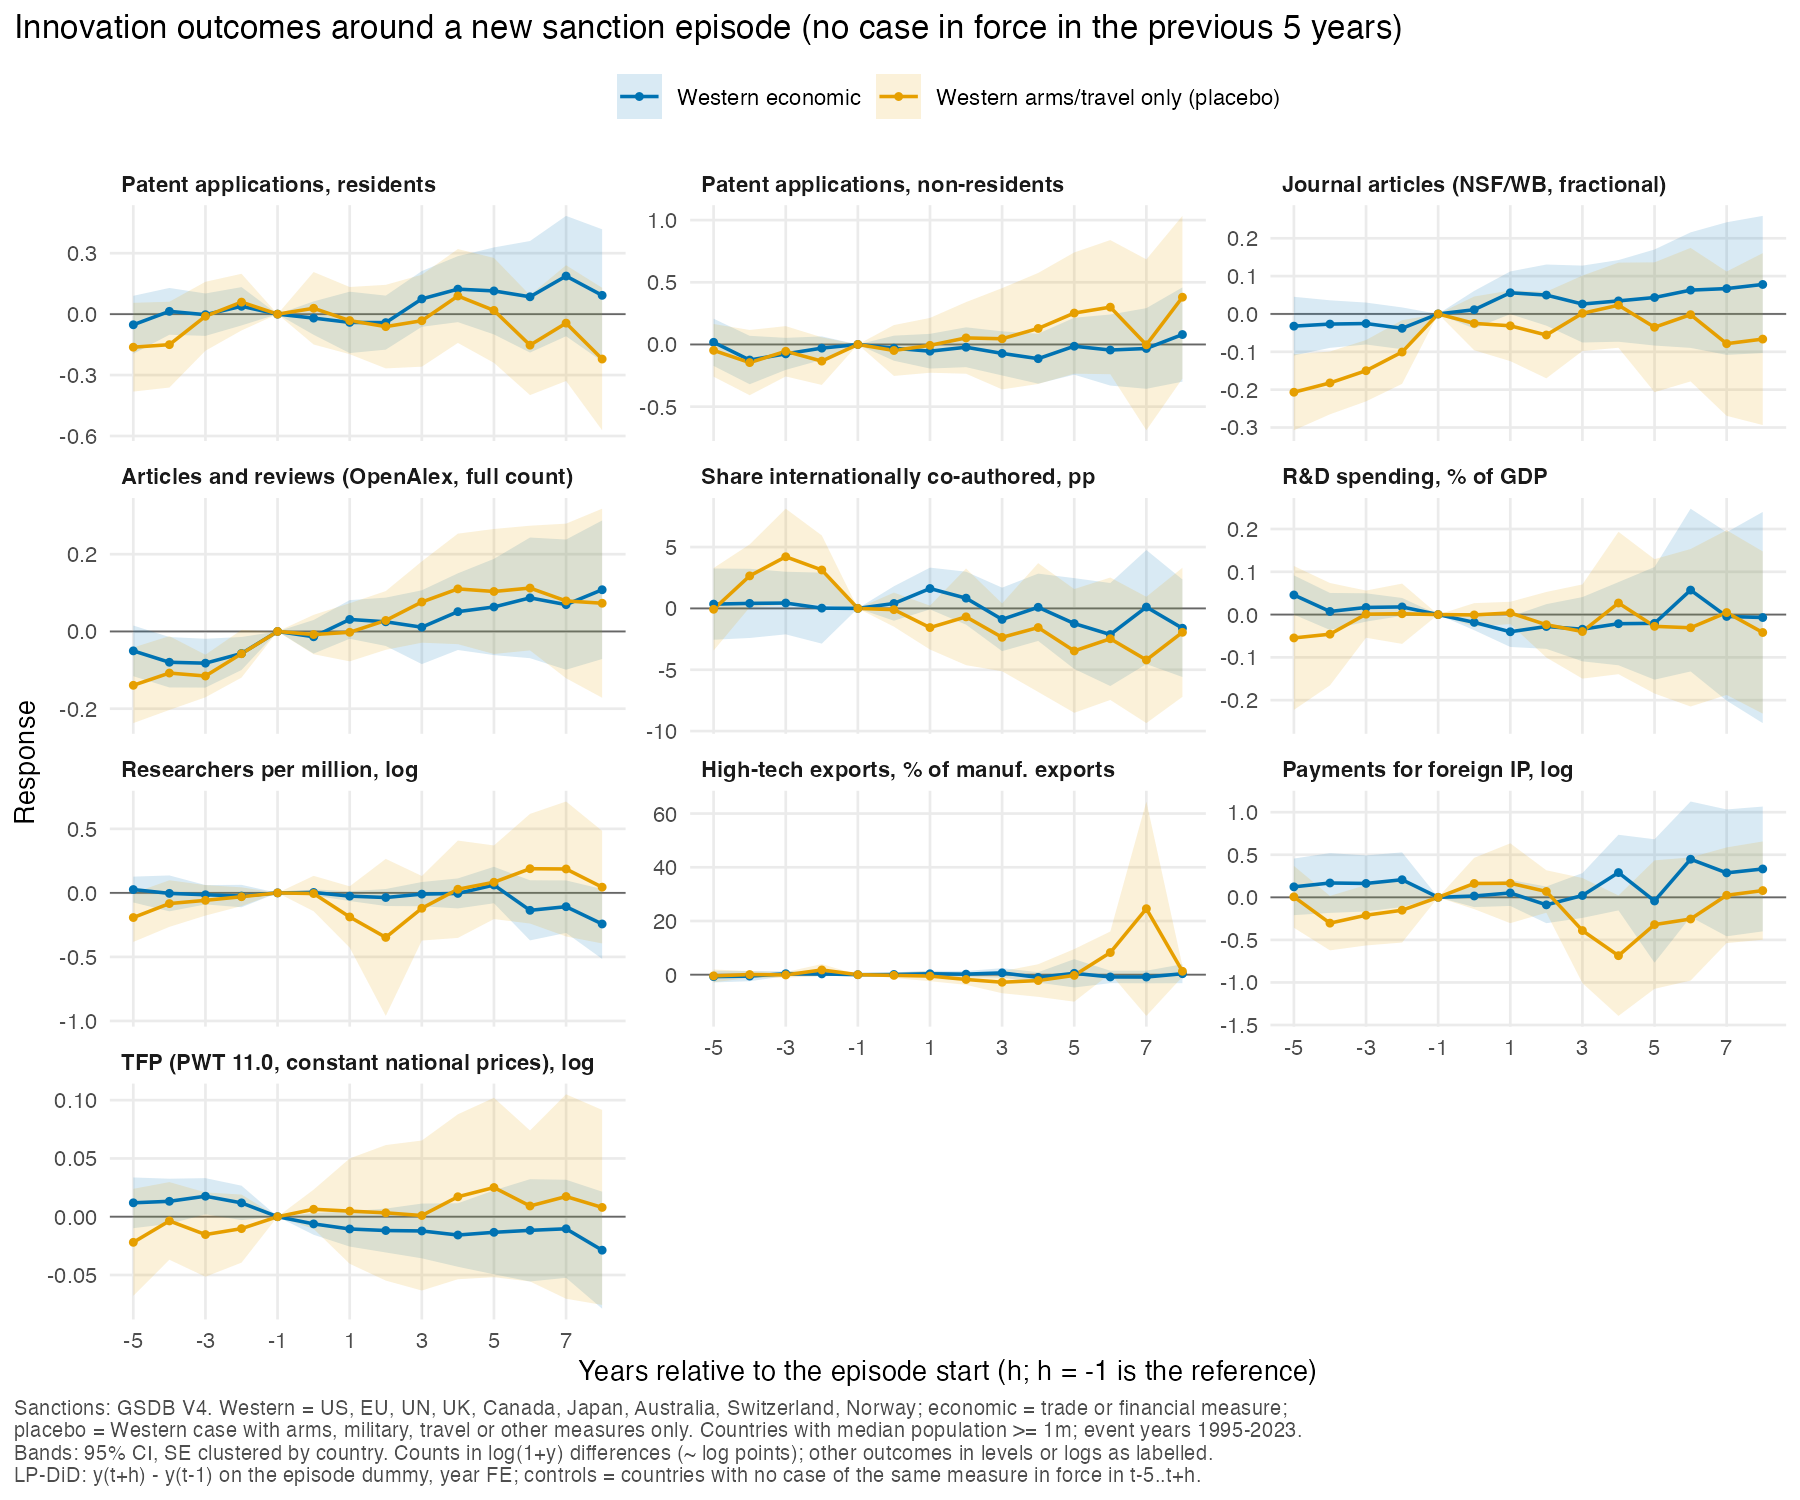 Innovation outcomes around a new sanction episode (no case in force in the previous 5 years)
Western economic
Western arms/travel only (placebo)
Patent applications, residents
0.3
0.0
-0.3
-0.6
Patent applications, non-residents
1.0
0.5
0.0
-0.5
Journal articles (NSF/WB, fractional)
0.2
0.1
0.0
-0.1
-0.2
-0.3
Articles and reviews (OpenAlex, full count)
0.2
0.0
-0.2
Share internationally co-authored, pp
5
0
-5
-10
R&D spending, % of GDP
0.2
0.1
0.0
-0.1
-0.2
Response
Researchers per million, log
0.5
0.0
-0.5
-1.0
High-tech exports, % of manuf. exports
60
40
20
0
-5 -3 -1 1 3 5 7
Payments for foreign IP, log
1.0
0.5
0.0
-0.5
-1.0
-1.5
-5 -3 -1 1 3 5 7
TFP (PWT 11.0, constant national prices), log
0.10
0.05
0.00
-0.05
-5 -3 -1 1 3 5 7
Years relative to the episode start (h; h = -1 is the reference)
Sanctions: GSDB V4. Western = US, EU, UN, UK, Canada, Japan, Australia, Switzerland, Norway; economic = trade or financial measure;
placebo = Western case with arms, military, travel or other measures only. Countries with median population >= 1m; event years 1995-2023.
Bands: 95% CI, SE clustered by country. Counts in log(1+y) differences (~ log points); other outcomes in levels or logs as labelled.
LP-DiD: y(t+h) - y(t-1) on the episode dummy, year FE; controls = countries with no case of the same measure in force in t-5..t+h.